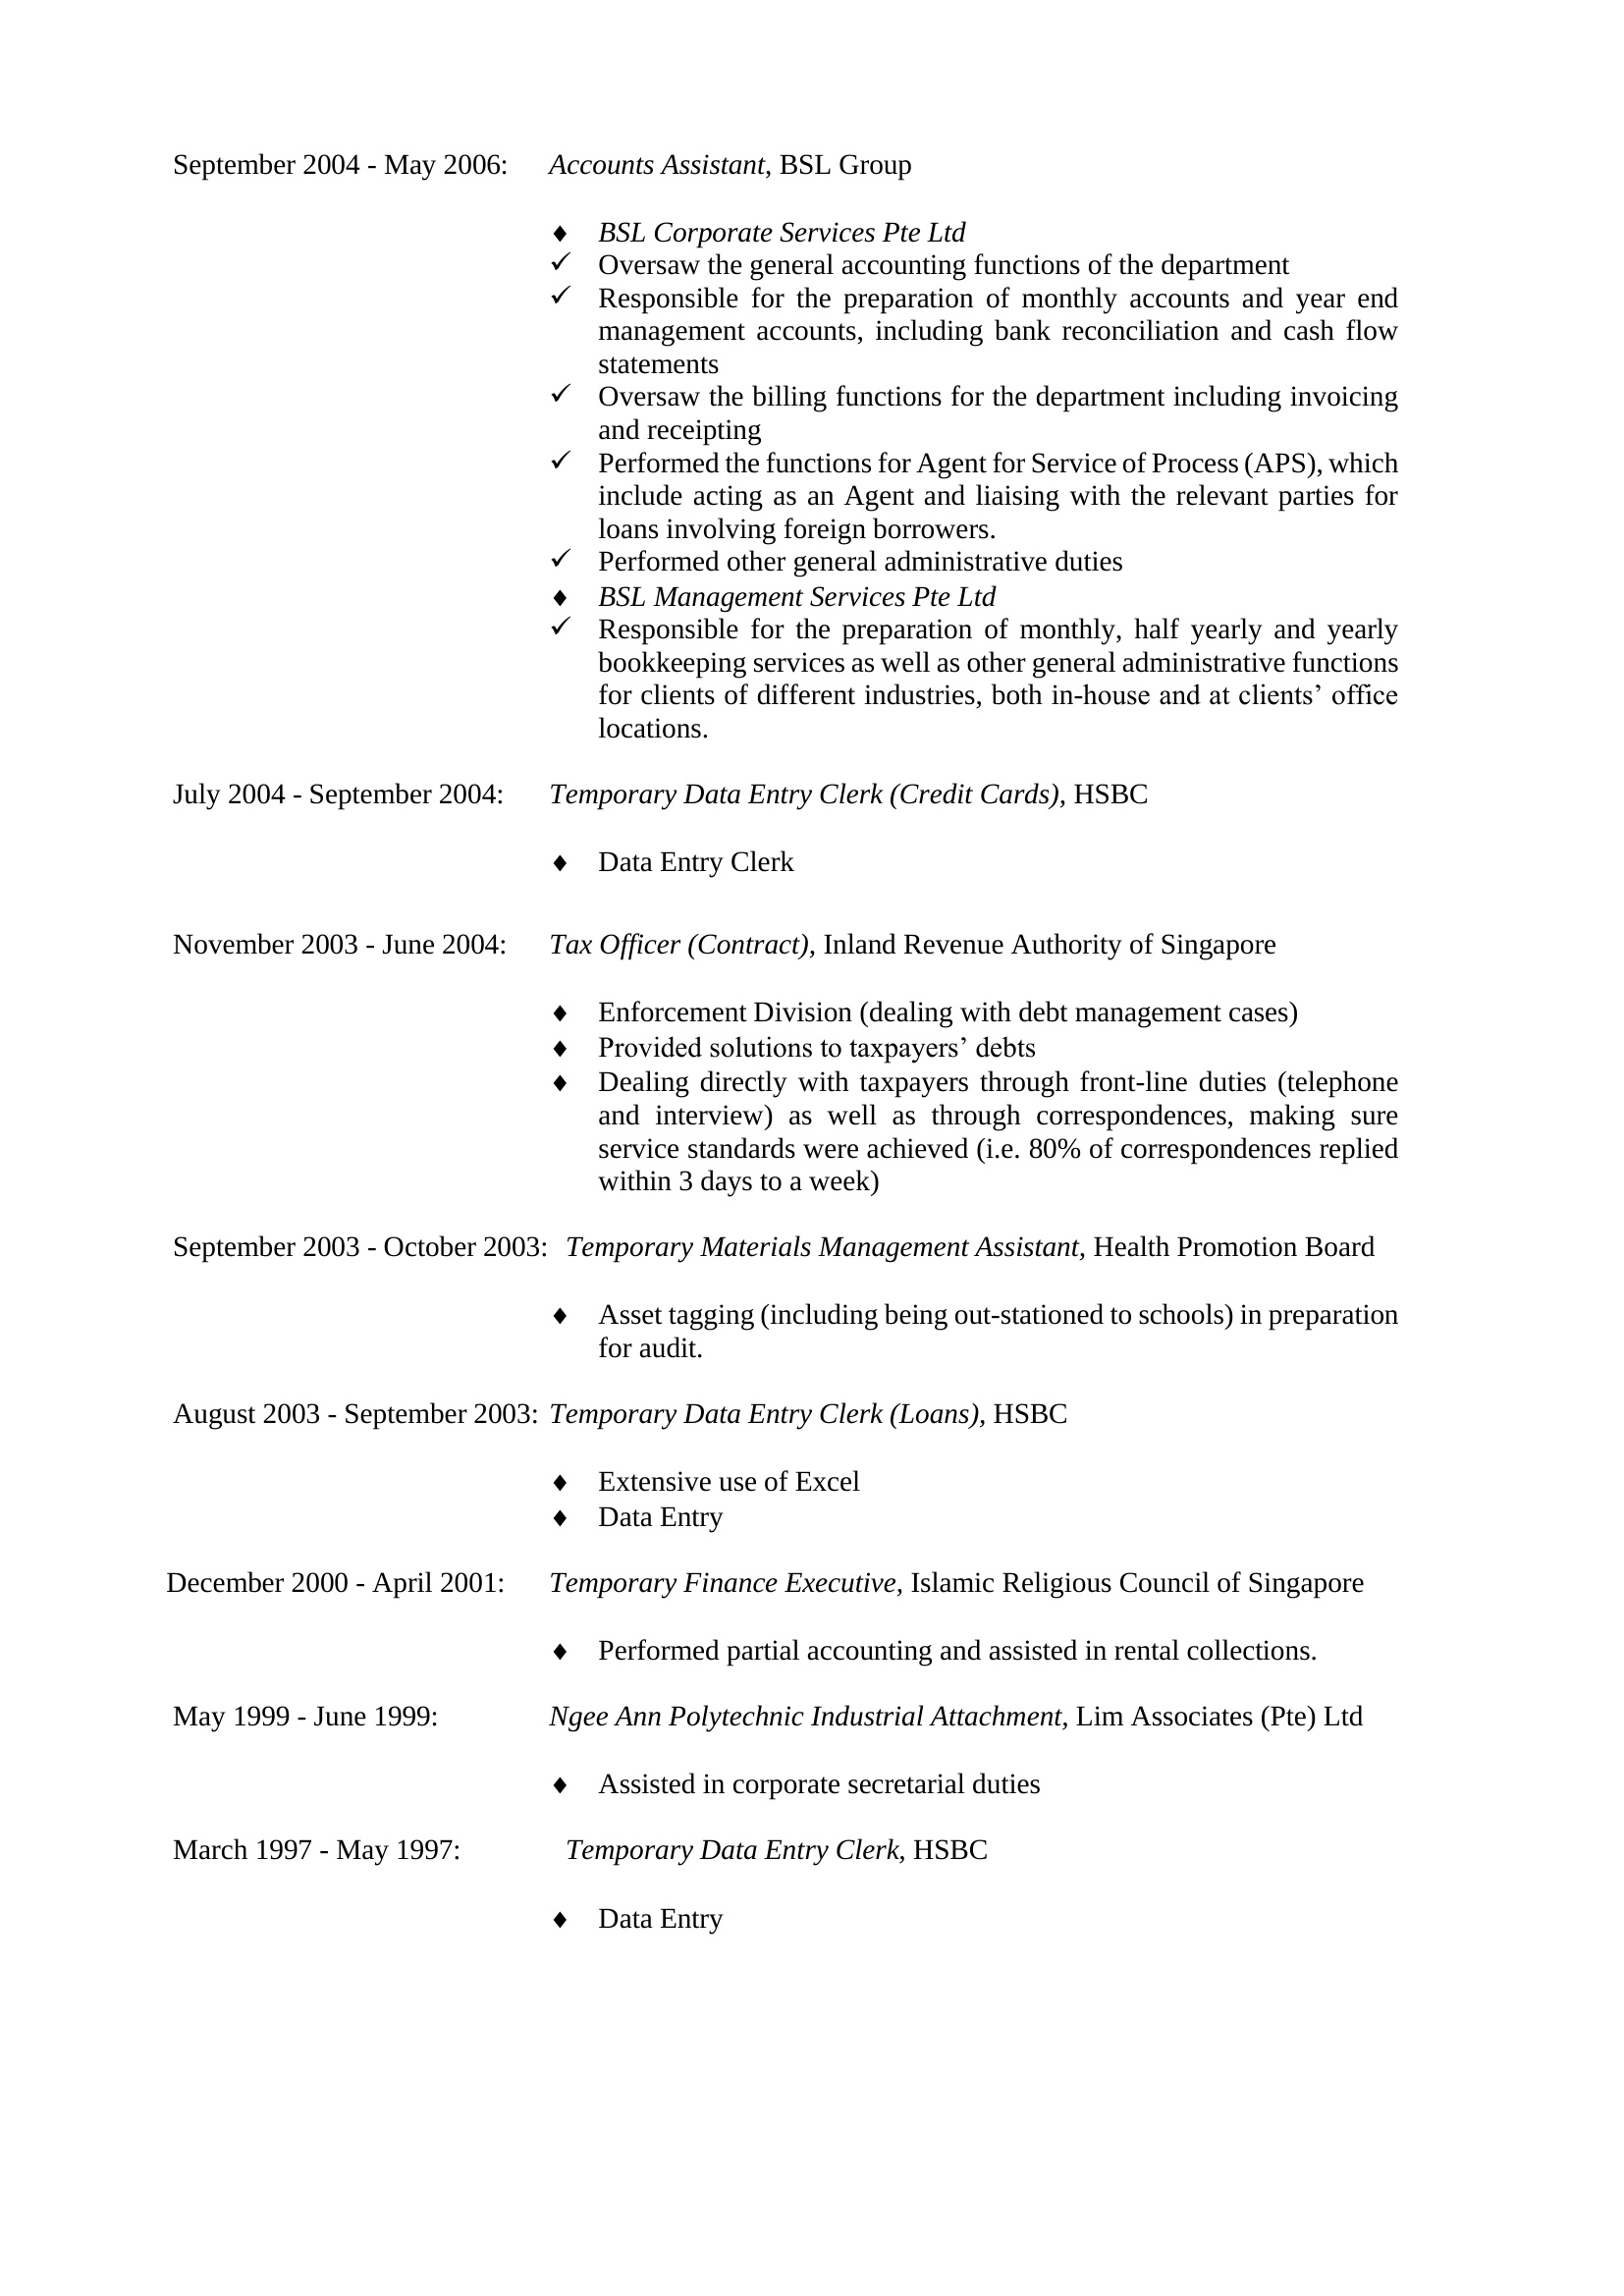 September 2004 - May 2006: Accounts Assistant, BSL Group
♦ BSL Corporate Services Pte Ltd
✓ Oversaw the general accounting functions of the department
✓ Responsible for the preparation of monthly accounts and year end
management accounts, including bank reconciliation and cash flow
statements
✓ Oversaw the billing functions for the department including invoicing
and receipting
✓ Performed the functions for Agent for Service of Process (APS), which
include acting as an Agent and liaising with the relevant parties for
loans involving foreign borrowers.
✓ Performed other general administrative duties
♦ BSL Management Services Pte Ltd
✓ Responsible for the preparation of monthly, half yearly and yearly
bookkeeping services as well as other general administrative functions
for clients of different industries, both in-house and at clients’ office
locations.
July 2004 - September 2004: Temporary Data Entry Clerk (Credit Cards), HSBC
♦ Data Entry Clerk
November 2003 - June 2004: Tax Officer (Contract), Inland Revenue Authority of Singapore
♦ Enforcement Division (dealing with debt management cases)
♦ Provided solutions to taxpayers’ debts
♦ Dealing directly with taxpayers through front-line duties (telephone
and interview) as well as through correspondences, making sure
service standards were achieved (i.e. 80% of correspondences replied
within 3 days to a week)
September 2003 - October 2003: Temporary Materials Management Assistant, Health Promotion Board
♦ Asset tagging (including being out-stationed to schools) in preparation
for audit.
August 2003 - September 2003: Temporary Data Entry Clerk (Loans), HSBC
♦ Extensive use of Excel
♦ Data Entry
December 2000 - April 2001: Temporary Finance Executive, Islamic Religious Council of Singapore
♦ Performed partial accounting and assisted in rental collections.
May 1999 - June 1999: Ngee Ann Polytechnic Industrial Attachment, Lim Associates (Pte) Ltd
♦ Assisted in corporate secretarial duties
March 1997 - May 1997: Temporary Data Entry Clerk, HSBC
♦ Data Entry